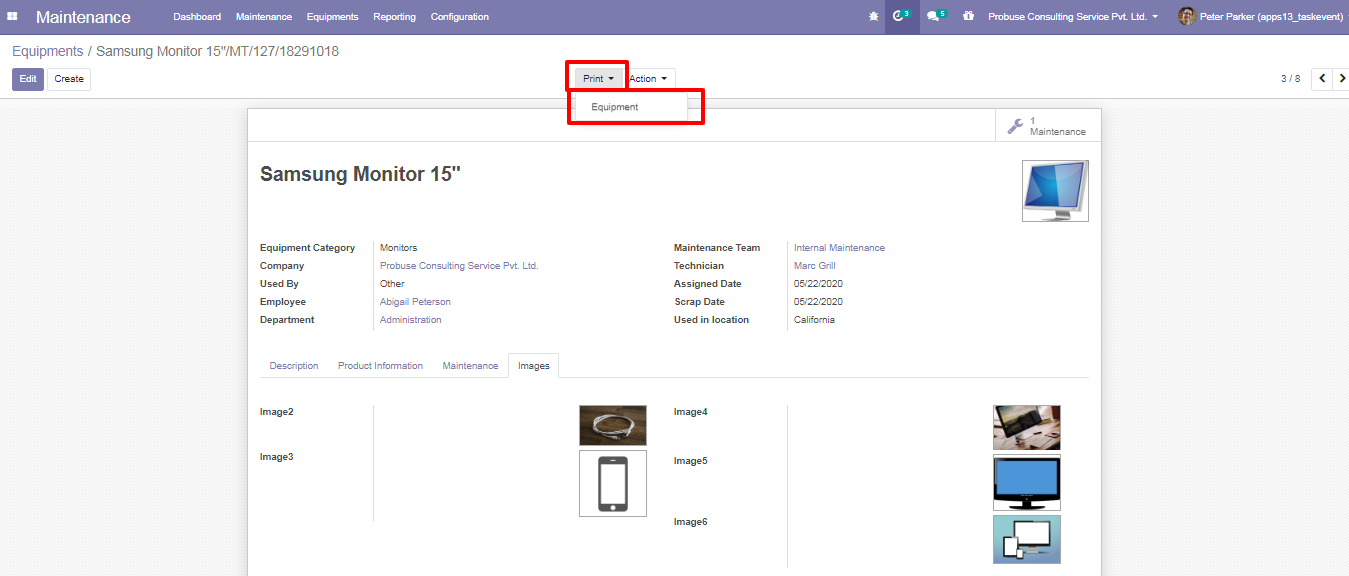 Maintenance Dashboard Maintenance Equipments Reporting Configuration 3 5 Probuse Consulting Service Pvt. Ltd. Peter Parker (apps13_taskevent)
Equipments / Samsung Monitor 15"/MT/127/18291018
Edit Create Print Action 3 / 8
Equipment
1
Maintenance
Samsung Monitor 15"
Equipment Category Monitors Maintenance Team Internal Maintenance
Company Probuse Consulting Service Pvt. Ltd. Technician Marc Grill
Used By Other Assigned Date 05/22/2020
Employee Abigail Peterson Scrap Date 05/22/2020
Department Administration Used in location California
Description Product Information Maintenance Images
Image2 Image4
Image3 Image5
Image6